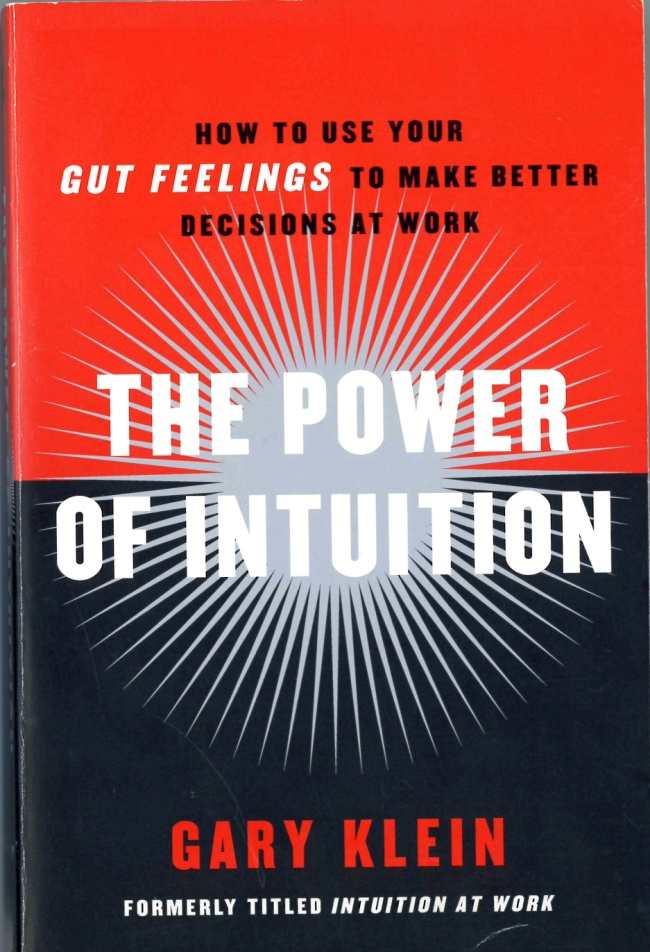 HOW TO USE YOUR
GUT FEELINGS TO MAKE BETTER
DECISIONS AT WORK
THE POWER
OF INTUITION
GARY KLEIN
FORMERLY TITLED INTUITION AT WORK